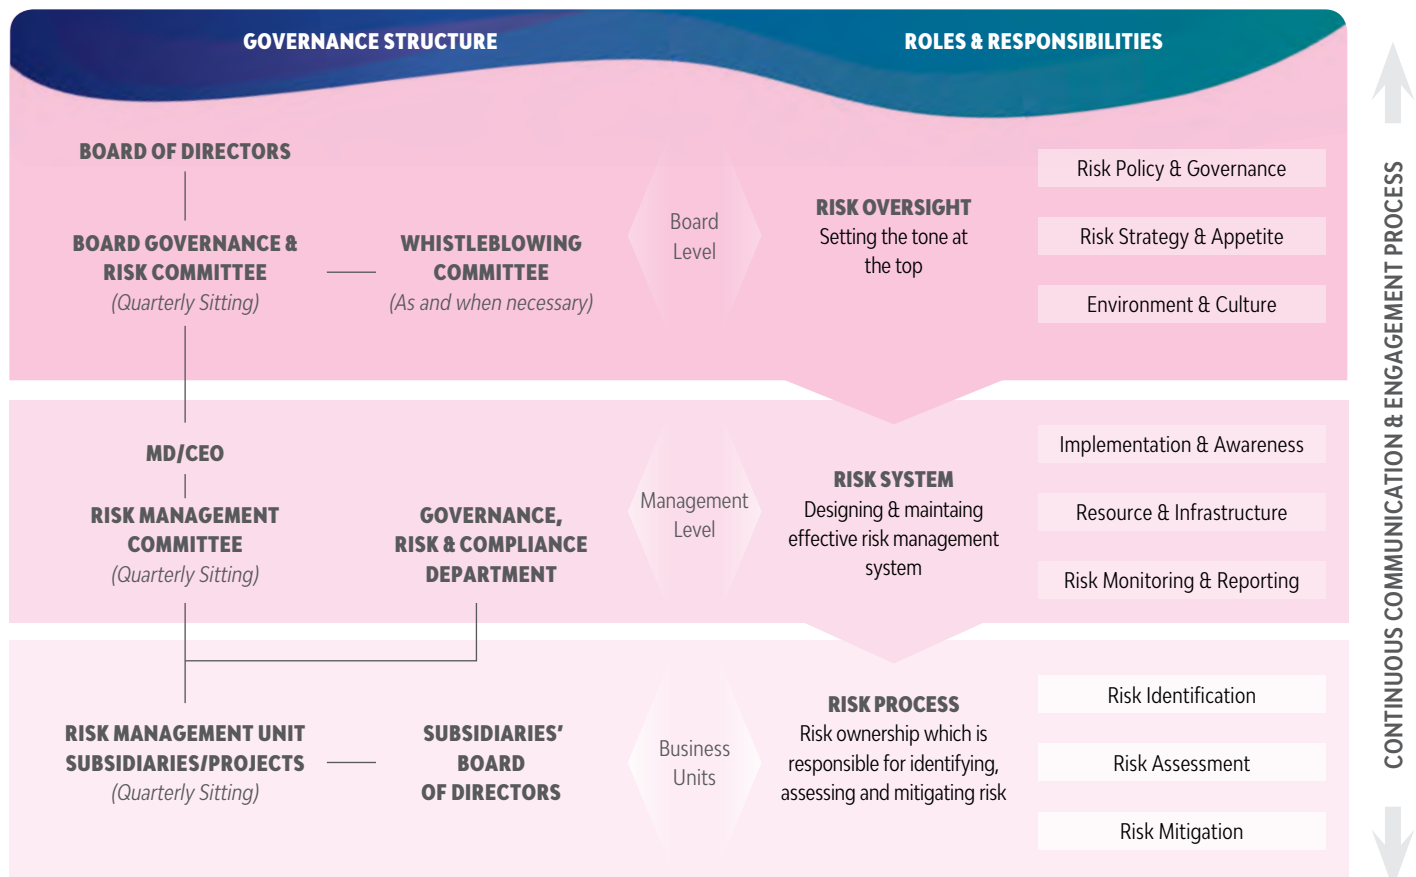 GOVERNANCE STRUCTURE
ROLES & RESPONSIBILITIES
BOARD OF DIRECTORS
BOARD GOVERNANCE &
RISK COMMITTEE
(Quarterly Sitting)
WHISTLEBLOWING
COMMITTEE
(As and when necessary)
Board
Level
RISK OVERSIGHT
Setting the tone at
the top
Risk Policy & Governance
Risk Strategy & Appetite
Environment & Culture
MD/CEO
RISK MANAGEMENT
COMMITTEE
(Quarterly Sitting)
GOVERNANCE,
RISK & COMPLIANCE
DEPARTMENT
Management
Level
RISK SYSTEM
Designing & maintaing
effective risk management
system
Implementation & Awareness
Resource & Infrastructure
Risk Monitoring & Reporting
RISK MANAGEMENT UNIT
SUBSIDIARIES/PROJECTS
(Quarterly Sitting)
SUBSIDIARIES’
BOARD
OF DIRECTORS
Business
Units
RISK PROCESS
Risk ownership which is
responsible for identifying,
assessing and mitigating risk
Risk Identification
Risk Assessment
Risk Mitigation
CONTINUOUS COMMUNICATION & ENGAGEMENT PROCESS